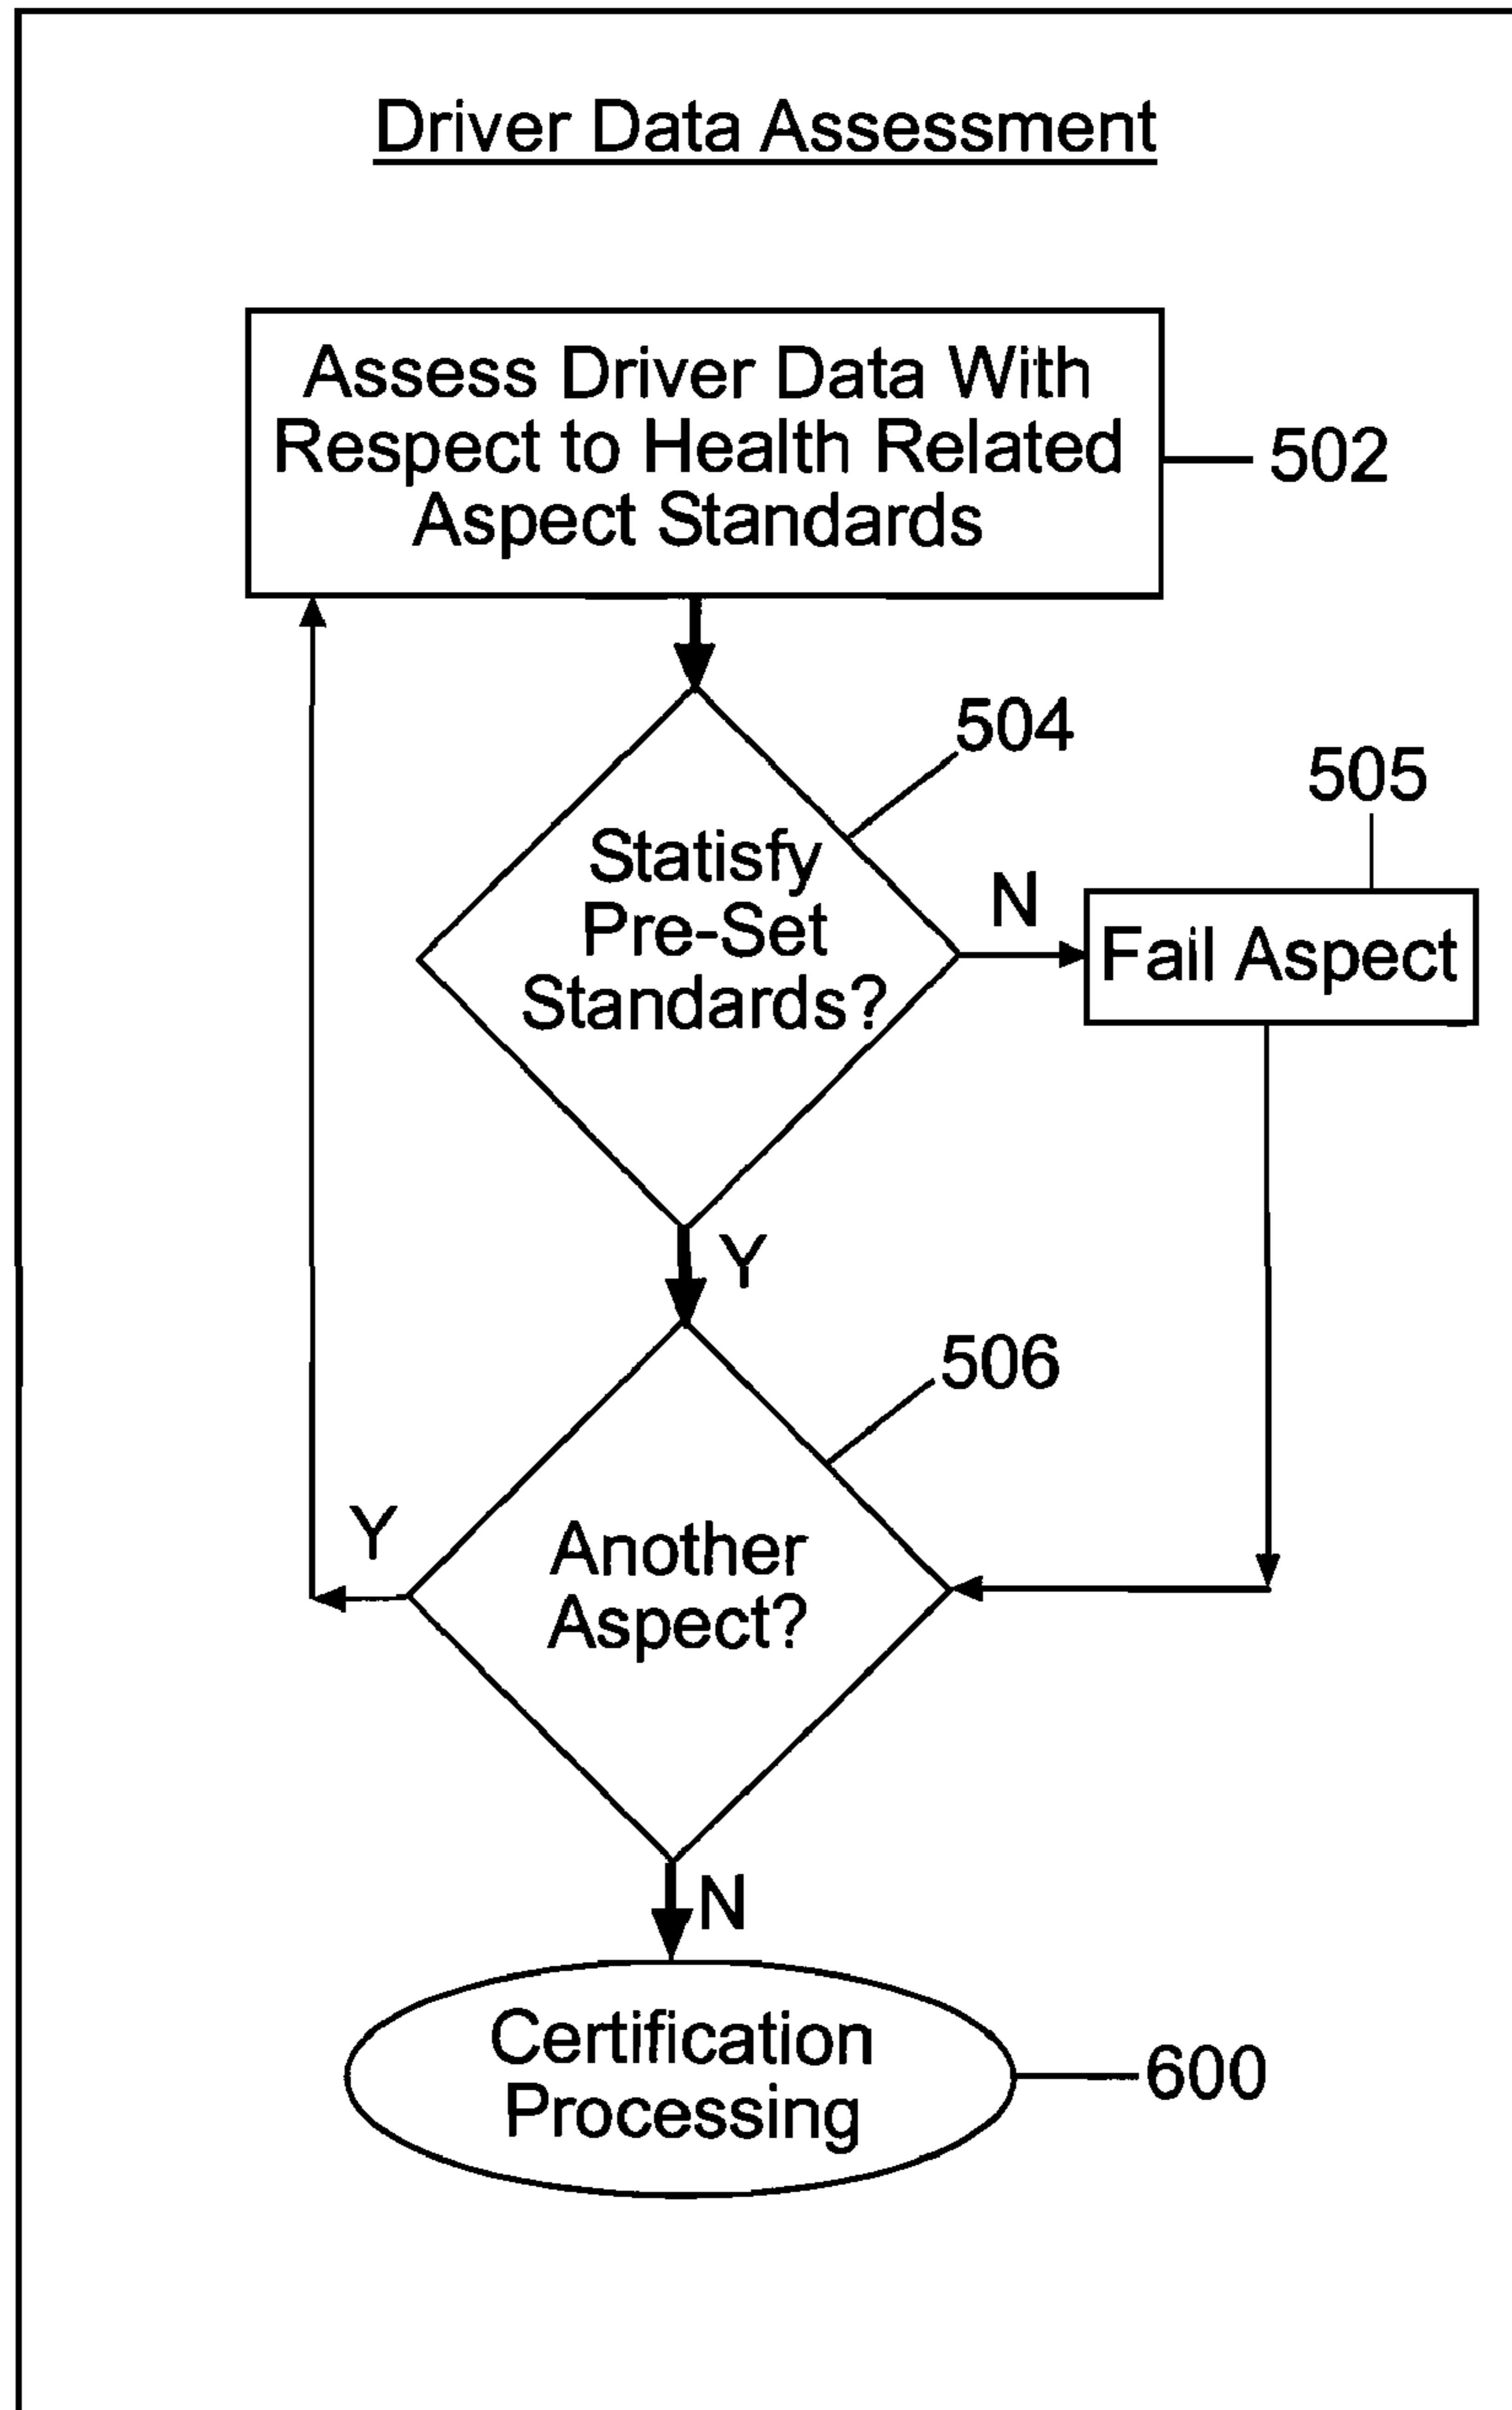 Driver Data Assessment
Assess Driver Data With
Respect to Health Related
Aspect Standards
502
504
505
Statisfy
Pre-Set
Standards?
N
Fail Aspect
Y
506
Y
Another
Aspect?
N
Certification
Processing
600